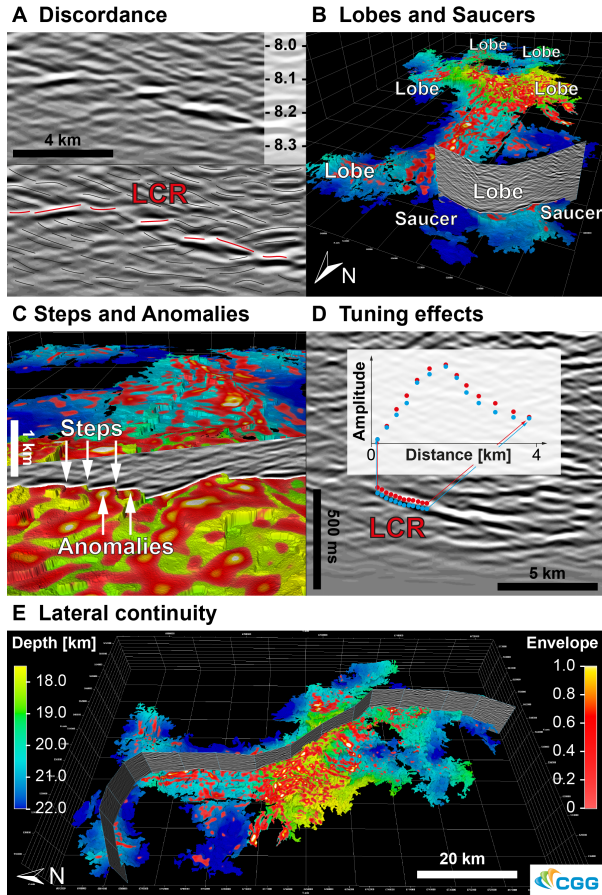 A Discordance
- 8.0
- 8.1
- 8.2
- 8.3
4 km
LCR
B Lobes and Saucers
Lobe
Lobe
Lobe
Lobe
Lobe
Lobe
Saucer
Saucer
N
C Steps and Anomalies
1 km
Steps
Anomalies
D Tuning effects
Amplitude
0
Distance [km]
4
LCR
500 ms
5 km
E Lateral continuity
Depth [km]
18.0
19.0
20.0
21.0
22.0
Envelope
1.0
0.8
0.6
0.4
0.2
0
N
20 km
CGG